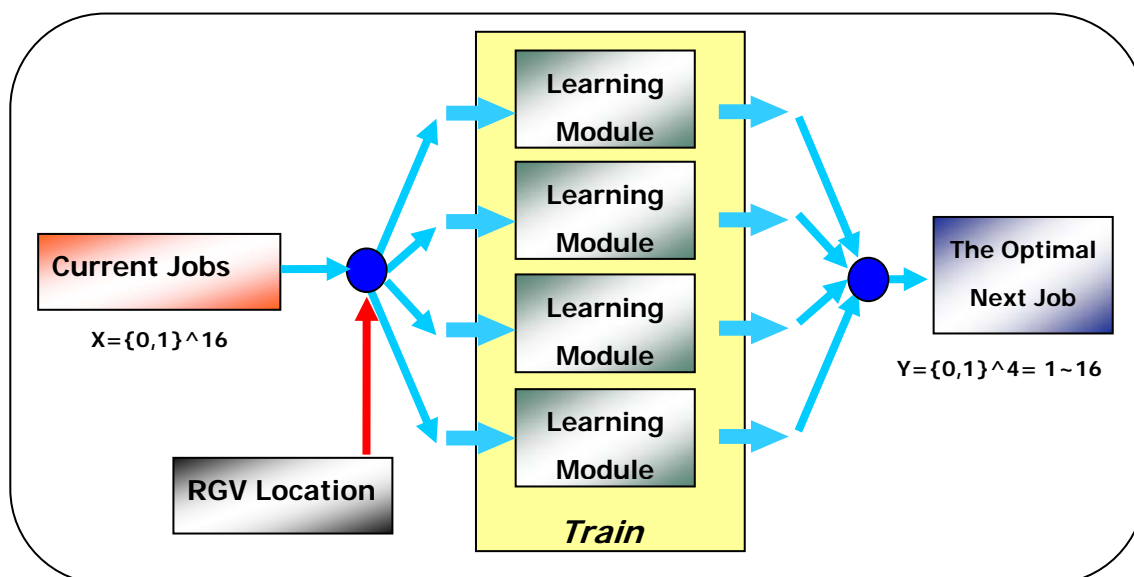 Current Jobs
X={0,1}^16
RGV Location
Learning
Module
Learning
Module
Learning
Module
Learning
Module
Train
The Optimal
Next Job
Y={0,1}^4= 1~16